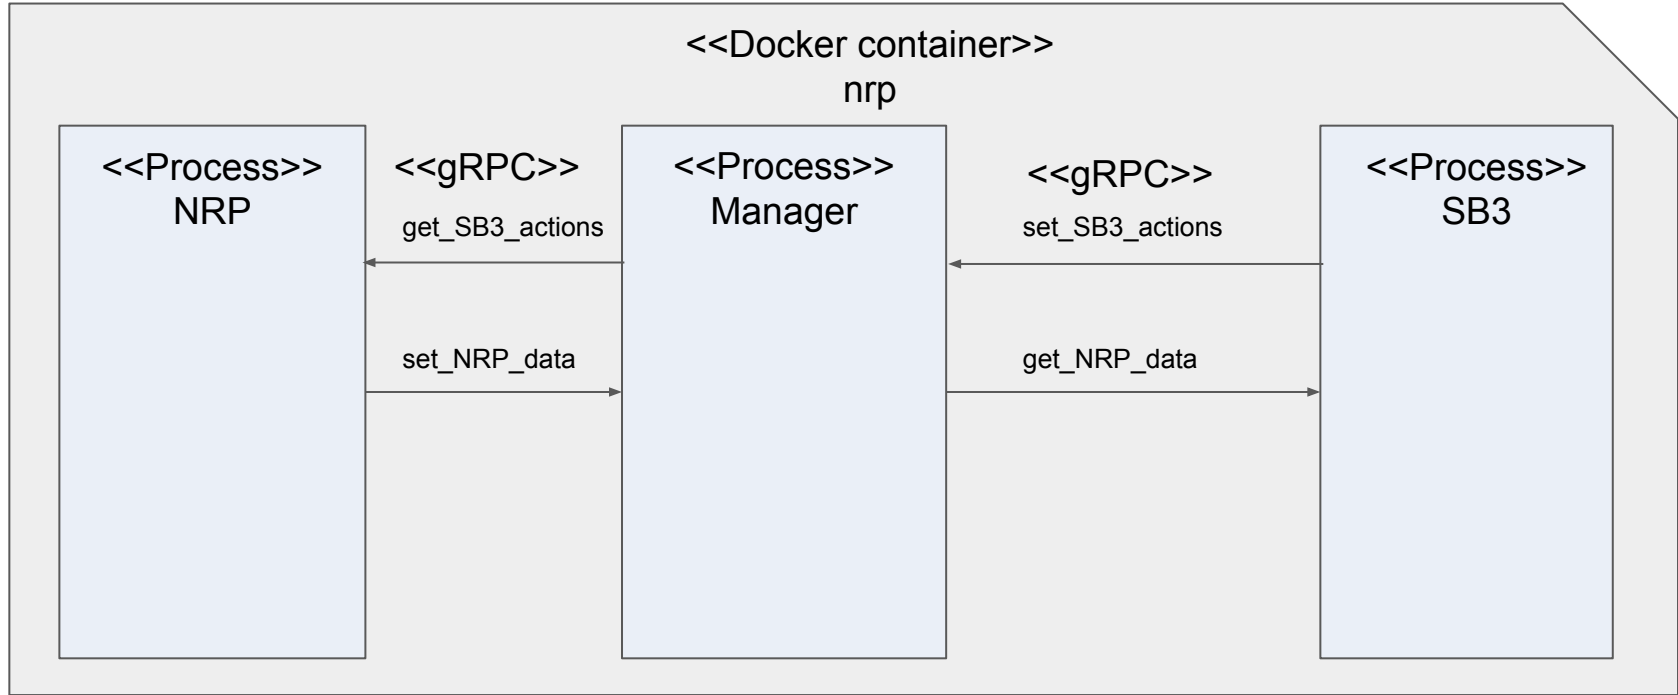 <<Docker container>>
nrp
<<Process>>
NRP
<<gRPC>>
get_SB3_actions
set_NRP_data
<<Process>>
Manager
<<gRPC>>
set_SB3_actions
get_NRP_data
<<Process>>
SB3